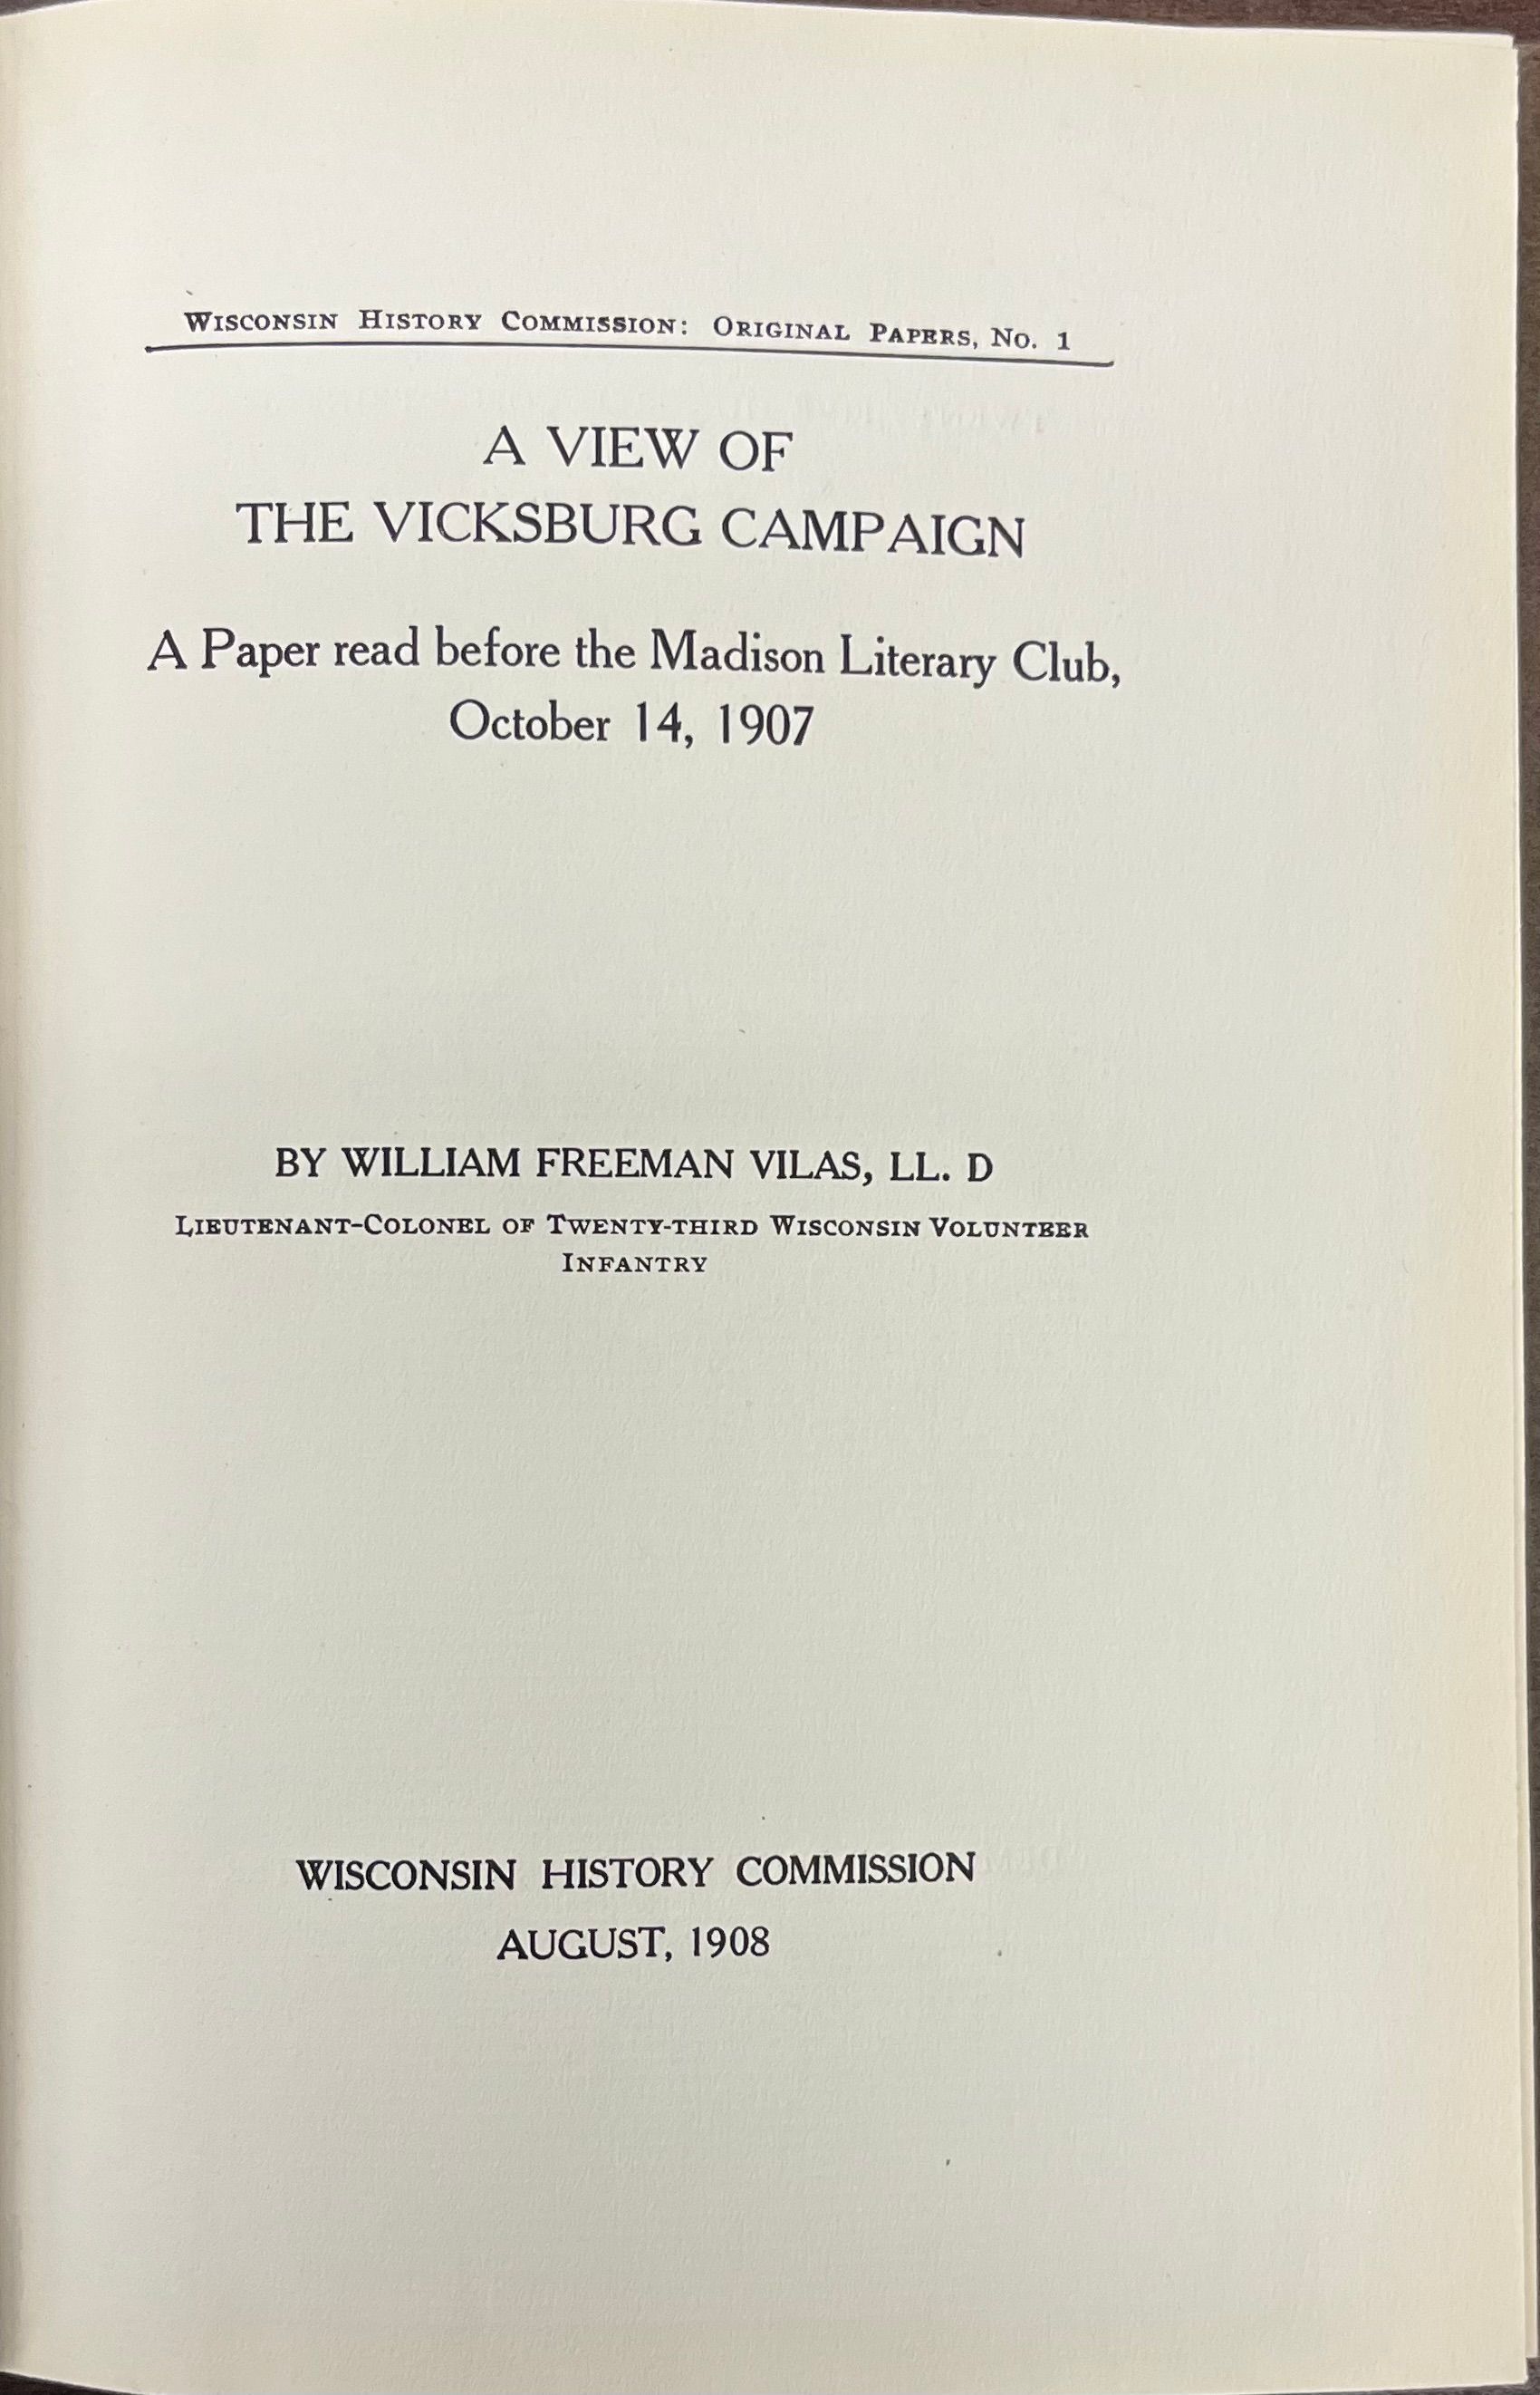 WISCONSIN HISTORY COMMISSION: ORIGINAL PAPERS, NO. 1
A VIEW OF
THE VICKSBURG CAMPAIGN
A Paper read before the Madison Literary Club,
October 14, 1907
BY WILLIAM FREEMAN VILAS, LL. D
LIEUTENANT-COLONEL OF TWENTY-THIRD WISCONSIN VOLUNTEER
INFANTRY
WISCONSIN HISTORY COMMISSION
AUGUST, 1908